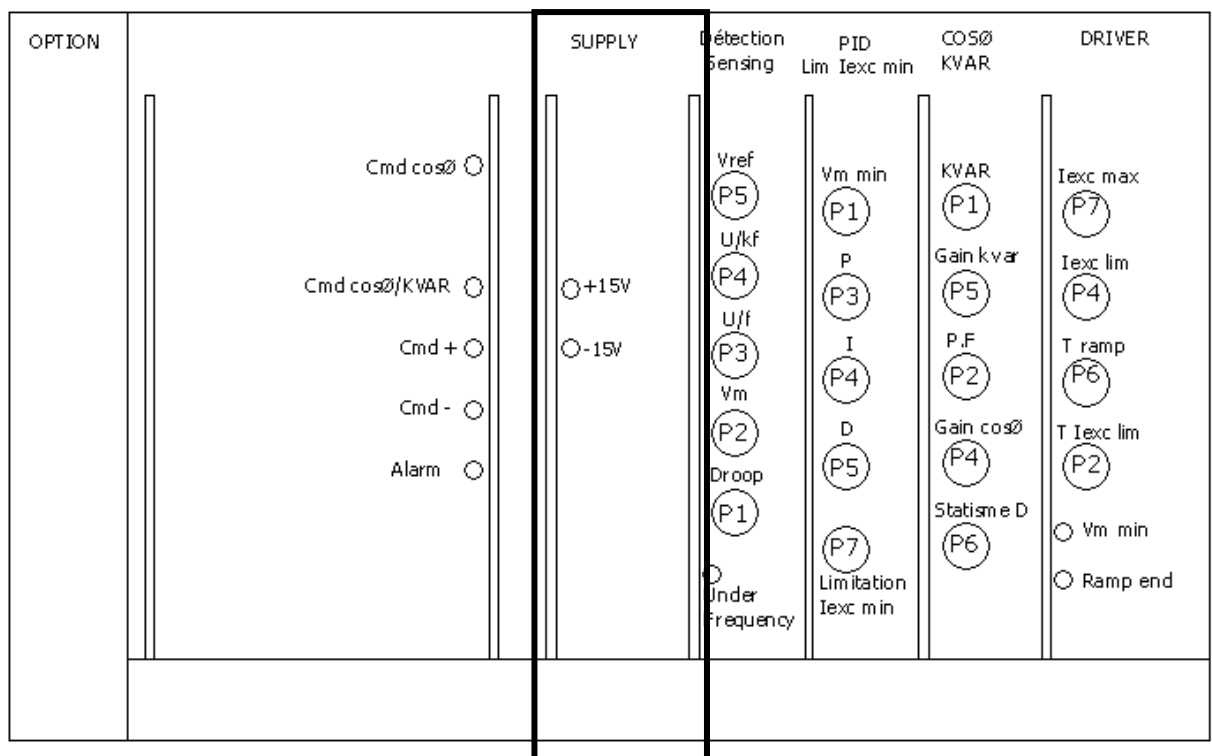 OPTION
Cmd cosØ
Cmd cosØ/KVAR
Cmd +
Cmd -
Alarm
SUPPLY
+15V
-15V
Détection
Sensing
Vref
P5
U/kf
P4
U/f
P3
Vm
P2
Droop
P1
Under
Frequency
PID
Lim Iexc min
Vm min
P1
P
P3
I
P4
D
P5
P7
Limitation
Iexc min
COSØ
KVAR
KVAR
P1
Gain kvar
P5
P.F
P2
Gain cosØ
P4
Statisme D
P6
DRIVER
Iexc max
P7
Iexc lim
P4
T ramp
P6
T Iexc lim
P2
Vm min
Ramp end